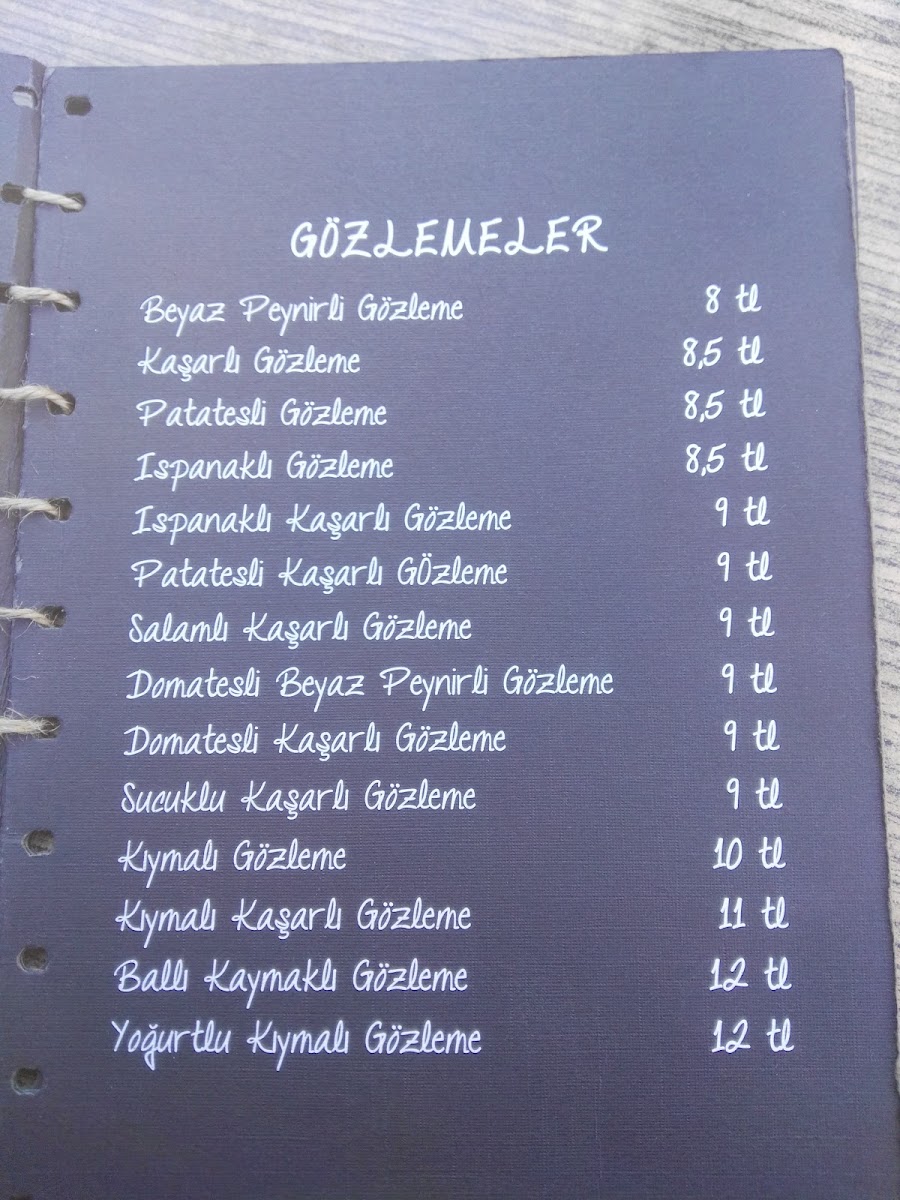 GÖZLEMELER
Beyaz Peynirli Gözleme 8 tl
Kaşarlı Gözleme 8,5 tl
Patatesli Gözleme 8,5 tl
Ispanaklı Gözleme 8,5 tl
Ispanaklı Kaşarlı Gözleme 9 tl
Patatesli Kaşarlı GÖzleme 9 tl
Salamlı Kaşarlı Gözleme 9 tl
Domatesli Beyaz Peynirli Gözleme 9 tl
Domatesli Kaşarlı Gözleme 9 tl
Sucuklu Kaşarlı Gözleme 9 tl
Kıymalı Gözleme 10 tl
Kıymalı Kaşarlı Gözleme 11 tl
Ballı Kaymaklı Gözleme 12 tl
Yoğurtlu Kıymalı Gözleme 12 tl